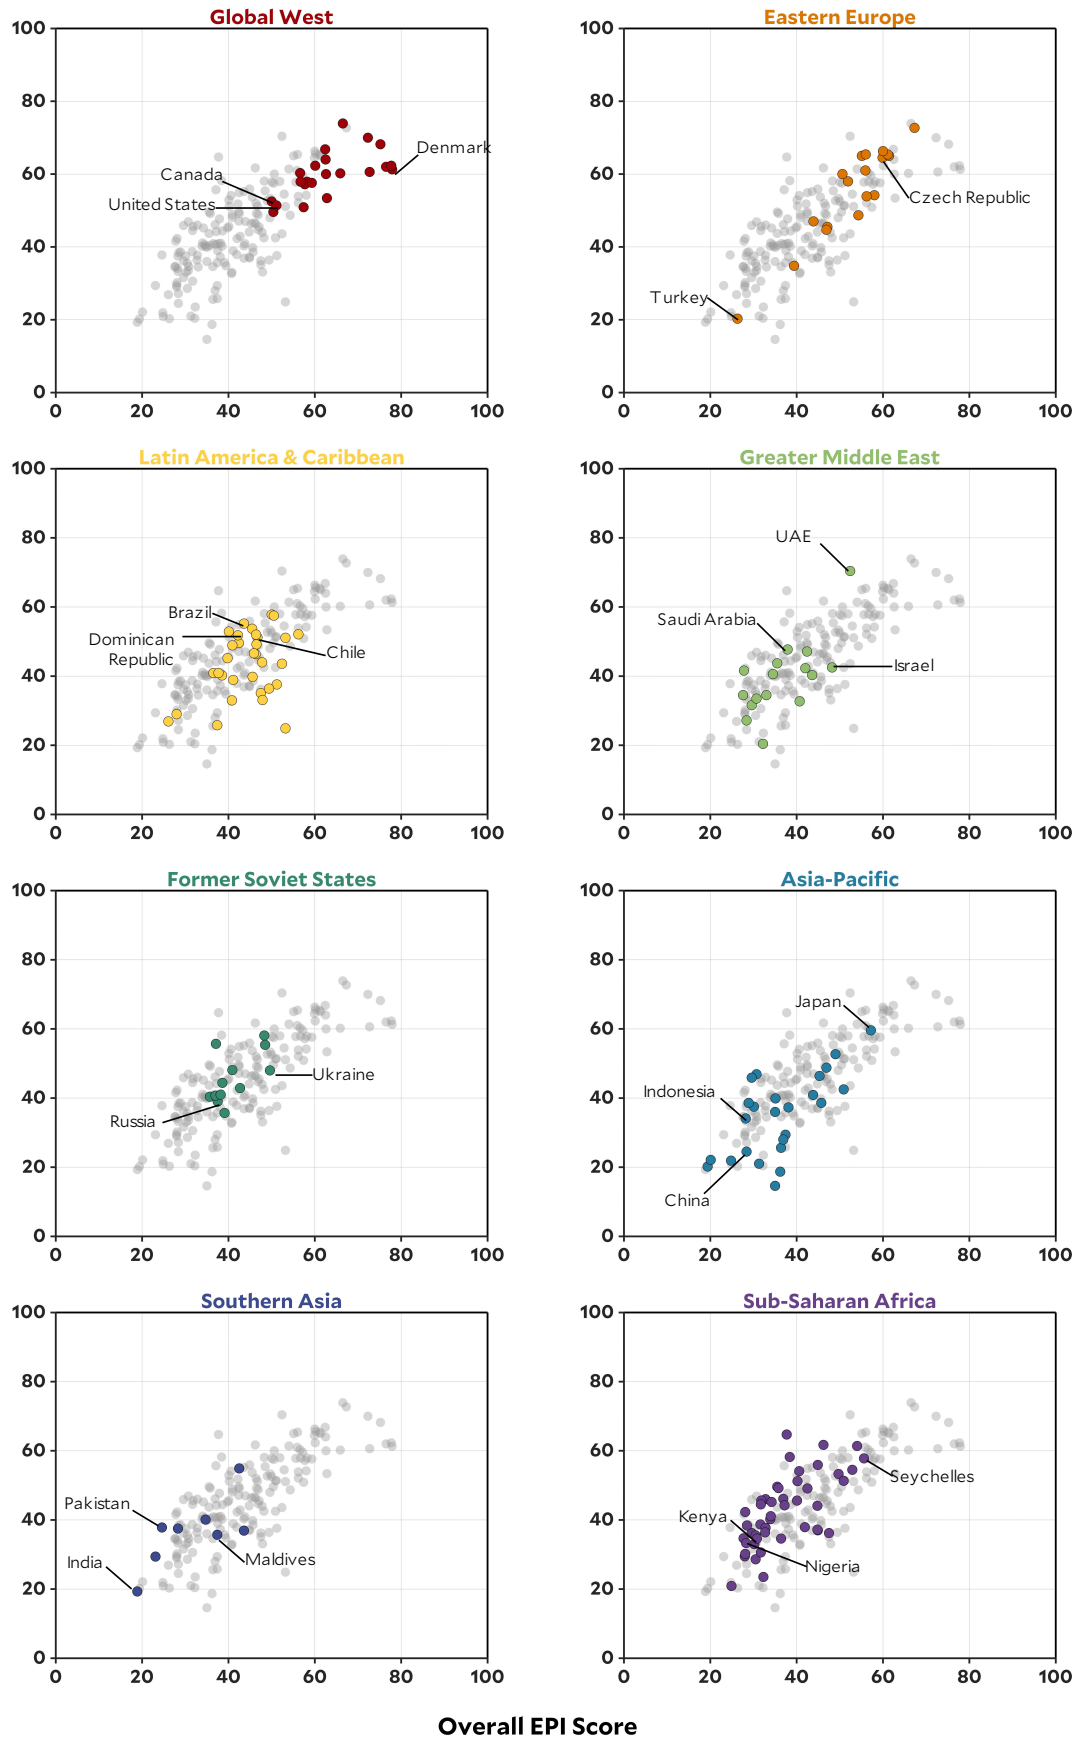 Global West
Eastern Europe
100
80
60
40
20
0
Denmark
Canada
United States
0 20 40 60 80 100
100
80
60
40
20
0
Czech Republic
Turkey
0 20 40 60 80 100
Latin America & Caribbean
Greater Middle East
100
80
60
40
20
0
Brazil
Dominican
Republic
Chile
0 20 40 60 80 100
100
80
60
40
20
0
UAE
Saudi Arabia
Israel
0 20 40 60 80 100
Former Soviet States
Asia-Pacific
100
80
60
40
20
0
Ukraine
Russia
0 20 40 60 80 100
100
80
60
40
20
0
Japan
Indonesia
China
0 20 40 60 80 100
Southern Asia
Sub-Saharan Africa
100
80
60
40
20
0
Pakistan
India
Maldives
0 20 40 60 80 100
100
80
60
40
20
0
Seychelles
Kenya
Nigeria
0 20 40 60 80 100
Overall EPI Score